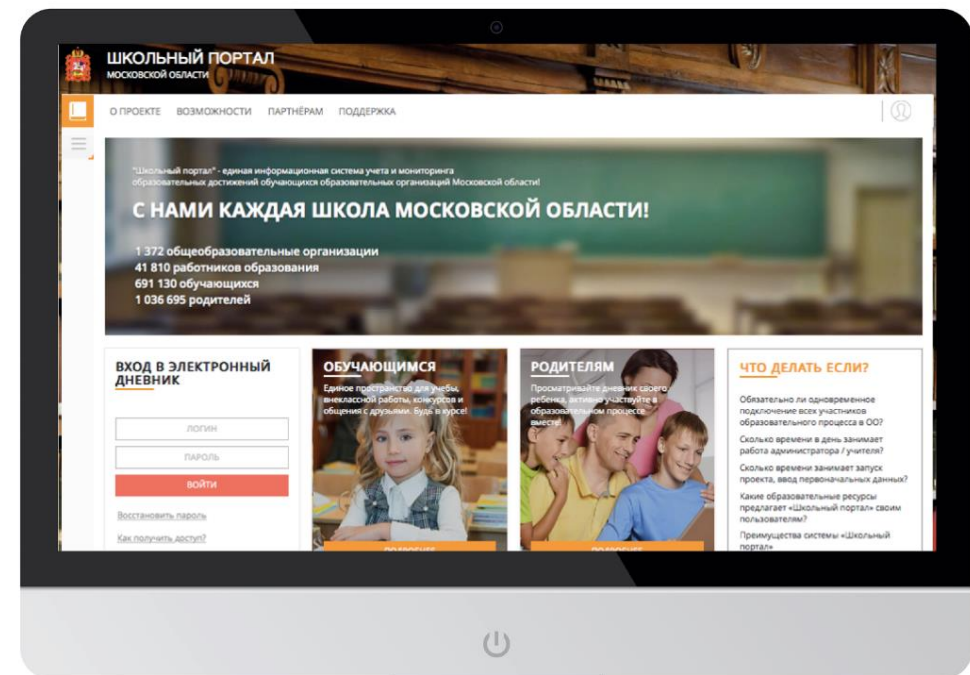 ШКОЛЬНЫЙ ПОРТАЛ
МОСКОВСКОЙ ОБЛАСТИ
О ПРОЕКТЕ ВОЗМОЖНОСТИ ПАРТНЁРАМ ПОДДЕРЖКА
"Школьный портал" - единая информационная система учета и мониторинга
образовательных достижений обучающихся образовательных организаций Московской области!
С НАМИ КАЖДАЯ ШКОЛА МОСКОВСКОЙ ОБЛАСТИ!
1 372 общеобразовательные организации
41 810 работников образования
691 130 обучающихся
1 036 695 родителей
ВХОД В ЭЛЕКТРОННЫЙ
ДНЕВНИК
ЛОГИН
ПАРОЛЬ
ВОЙТИ
Восстановить пароль
Как получить доступ?
ОБУЧАЮЩИМСЯ
Единое пространство для учебы,
внеклассной работы, конкурсов и
общения с друзьями. Будь в курсе!
ПОДРОБНЕЕ
РОДИТЕЛЯМ
Просматривайте дневник своего
ребенка, активно участвуйте в
образовательном процессе
вместе!
ПОДРОБНЕЕ
ЧТО ДЕЛАТЬ ЕСЛИ?
Обязательно ли одновременное
подключение всех участников
образовательного процесса в ОО?
Сколько времени в день занимает
работа администратора / учителя?
Сколько времени занимает запуск
проекта, ввод первоначальных данных?
Какие образовательные ресурсы
предлагает «Школьный портал» своим
пользователям?
Преимущества системы «Школьный
портал»